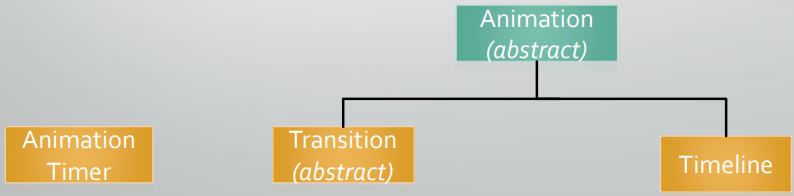 Animation
(abstract)
Animation
Timer
Transition
(abstract)
Timeline